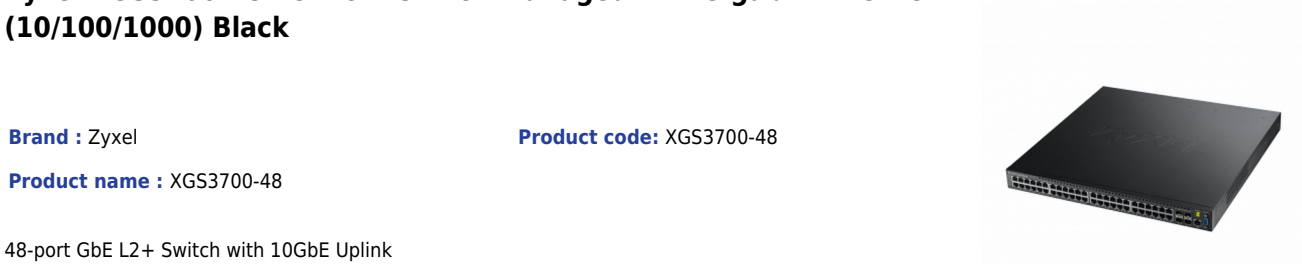 (10/100/1000) Black
Brand : Zyxel
Product code: XGS3700-48
Product name : XGS3700-48
48-port GbE L2+ Switch with 10GbE Uplink